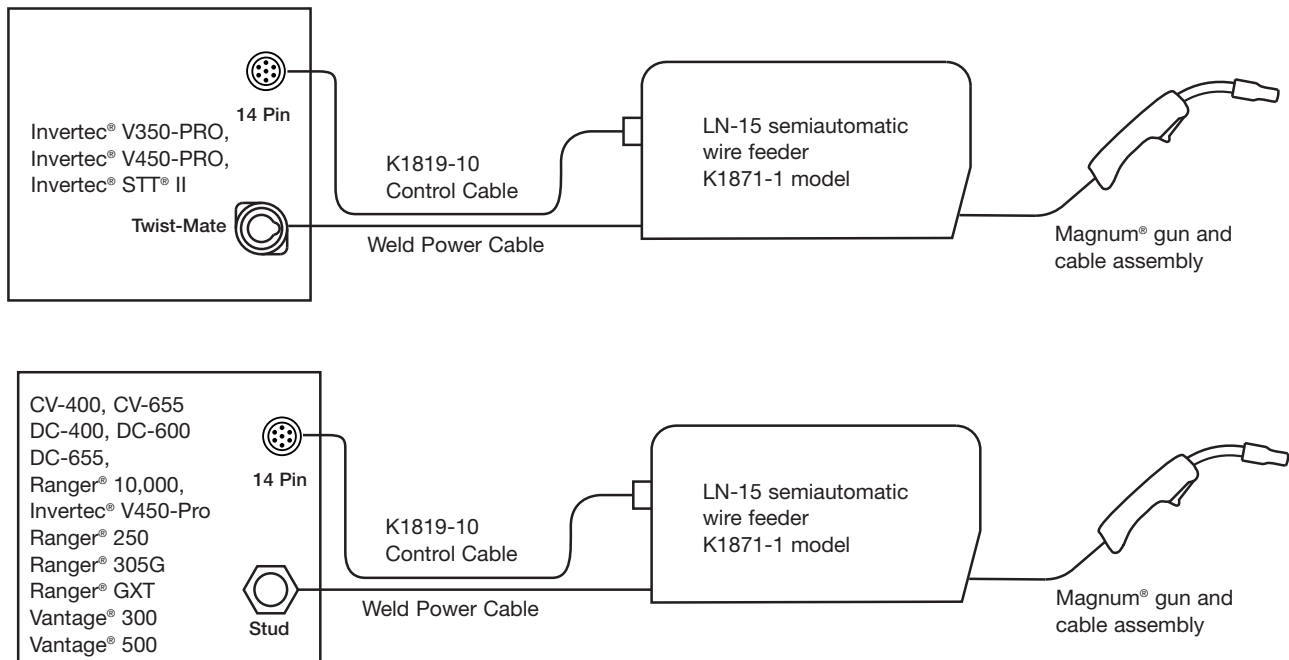 14 Pin
Invertec® V350-PRO,
Invertec® V450-PRO,
Invertec® STT® II
Twist-Mate
K1819-10
Control Cable
Weld Power Cable
LN-15 semiautomatic
wire feeder
K1871-1 model
Magnum® gun and
cable assembly
CV-400, CV-655
DC-400, DC-600
DC-655,
Ranger® 10,000,
Invertec® V450-Pro
Ranger® 250
Ranger® 305G
Ranger® GXT
Vantage® 300
Vantage® 500
14 Pin
Stud
K1819-10
Control Cable
Weld Power Cable
LN-15 semiautomatic
wire feeder
K1871-1 model
Magnum® gun and
cable assembly